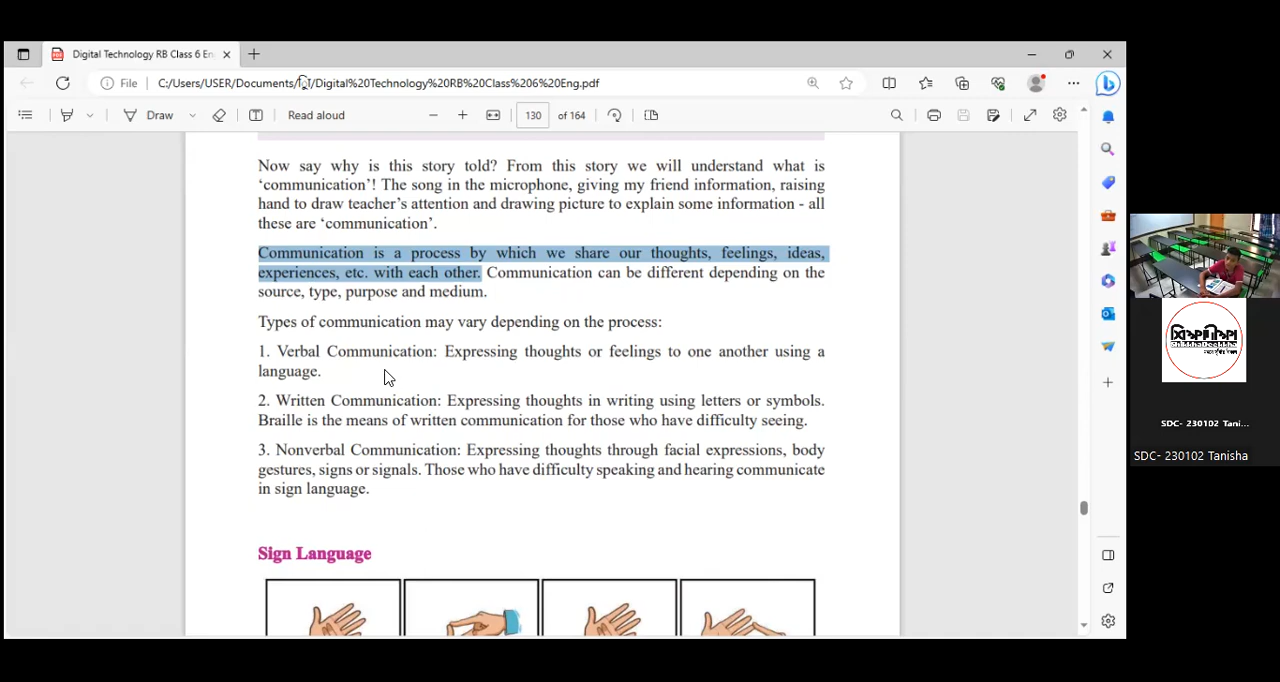 Digital Technology RB Class 6 En
File C:/Users/USER/Documents/ /Digital%20Technology%20RB%20Class%206%20Eng.pdf
Draw Read aloud 130 of 164
Now say why is this story told? From this story we will understand what is
‘communication’! The song in the microphone, giving my friend information, raising
hand to draw teacher’s attention and drawing picture to explain some information - all
these are ‘communication’.
Communication is a process by which we share our thoughts, feelings, ideas,
experiences, etc. with each other. Communication can be different depending on the
source, type, purpose and medium.
Types of communication may vary depending on the process:
1. Verbal Communication: Expressing thoughts or feelings to one another using a
language.
2. Written Communication: Expressing thoughts in writing using letters or symbols.
Braille is the means of written communication for those who have difficulty seeing.
3. Nonverbal Communication: Expressing thoughts through facial expressions, body
gestures, signs or signals. Those who have difficulty speaking and hearing communicate
in sign language.
Sign Language
SDC- 230102 Tani...
SDC- 230102 Tanisha